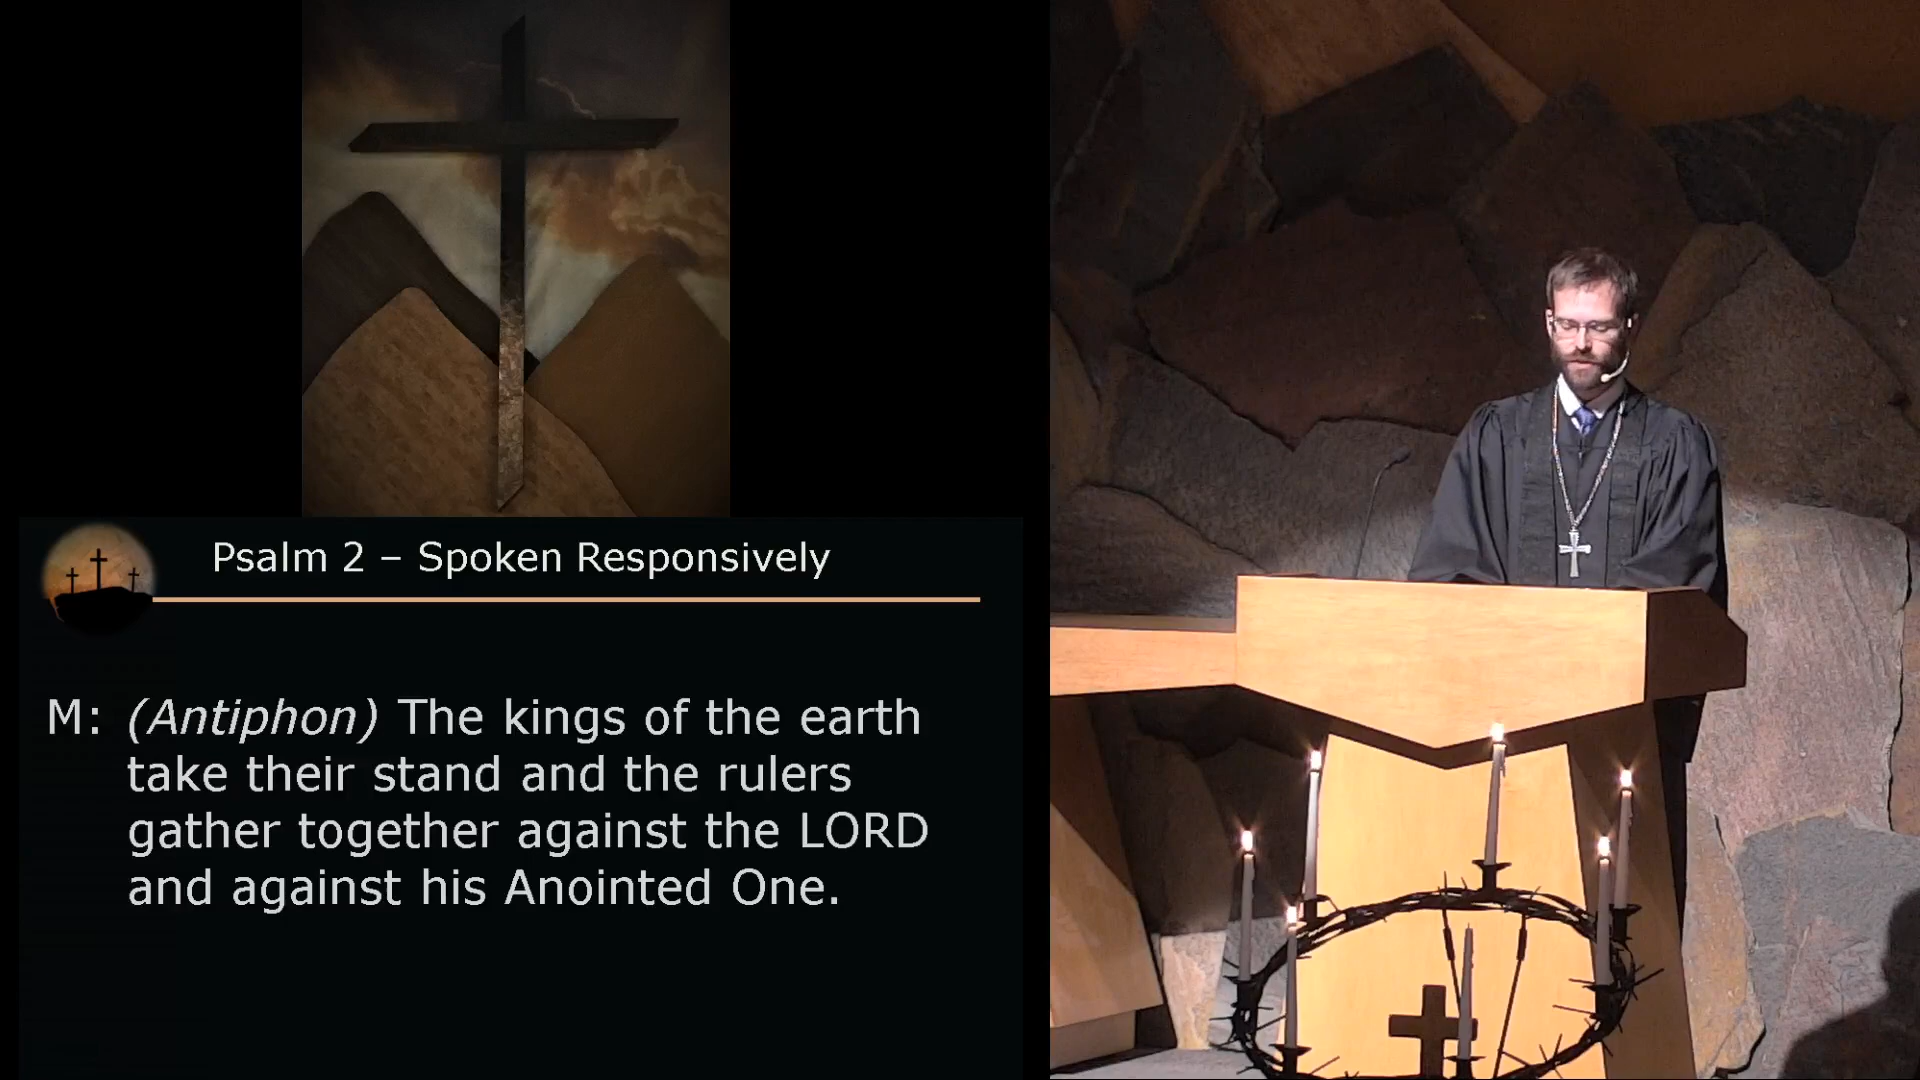 Psalm 2 – Spoken Responsively
M: (Antiphon) The kings of the earth
take their stand and the rulers
gather together against the LORD
and against his Anointed One.